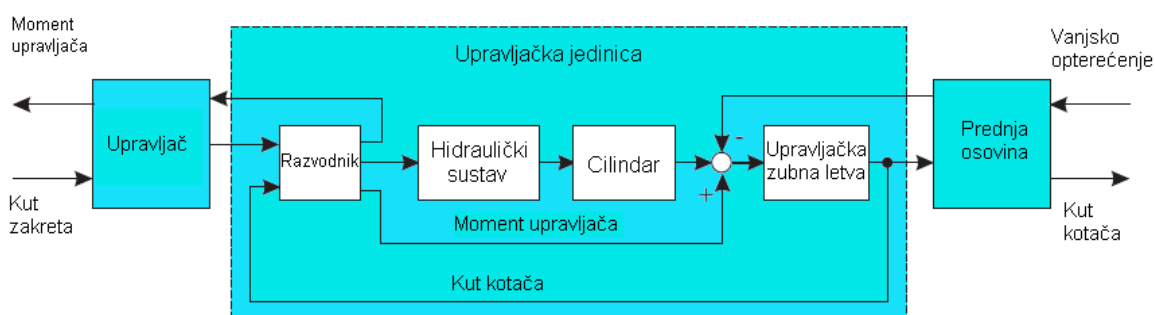 Moment
upravljača
Upravljačka jedinica
Vanjsko
opterećenje
Upravljač
Razvodnik
Hidraulički
sustav
Cilindar
-
+
Upravljačka
zubna letva
Prednja
osovina
Kut
zakreta
Moment upravljača
Kut kotača
Kut
kotača